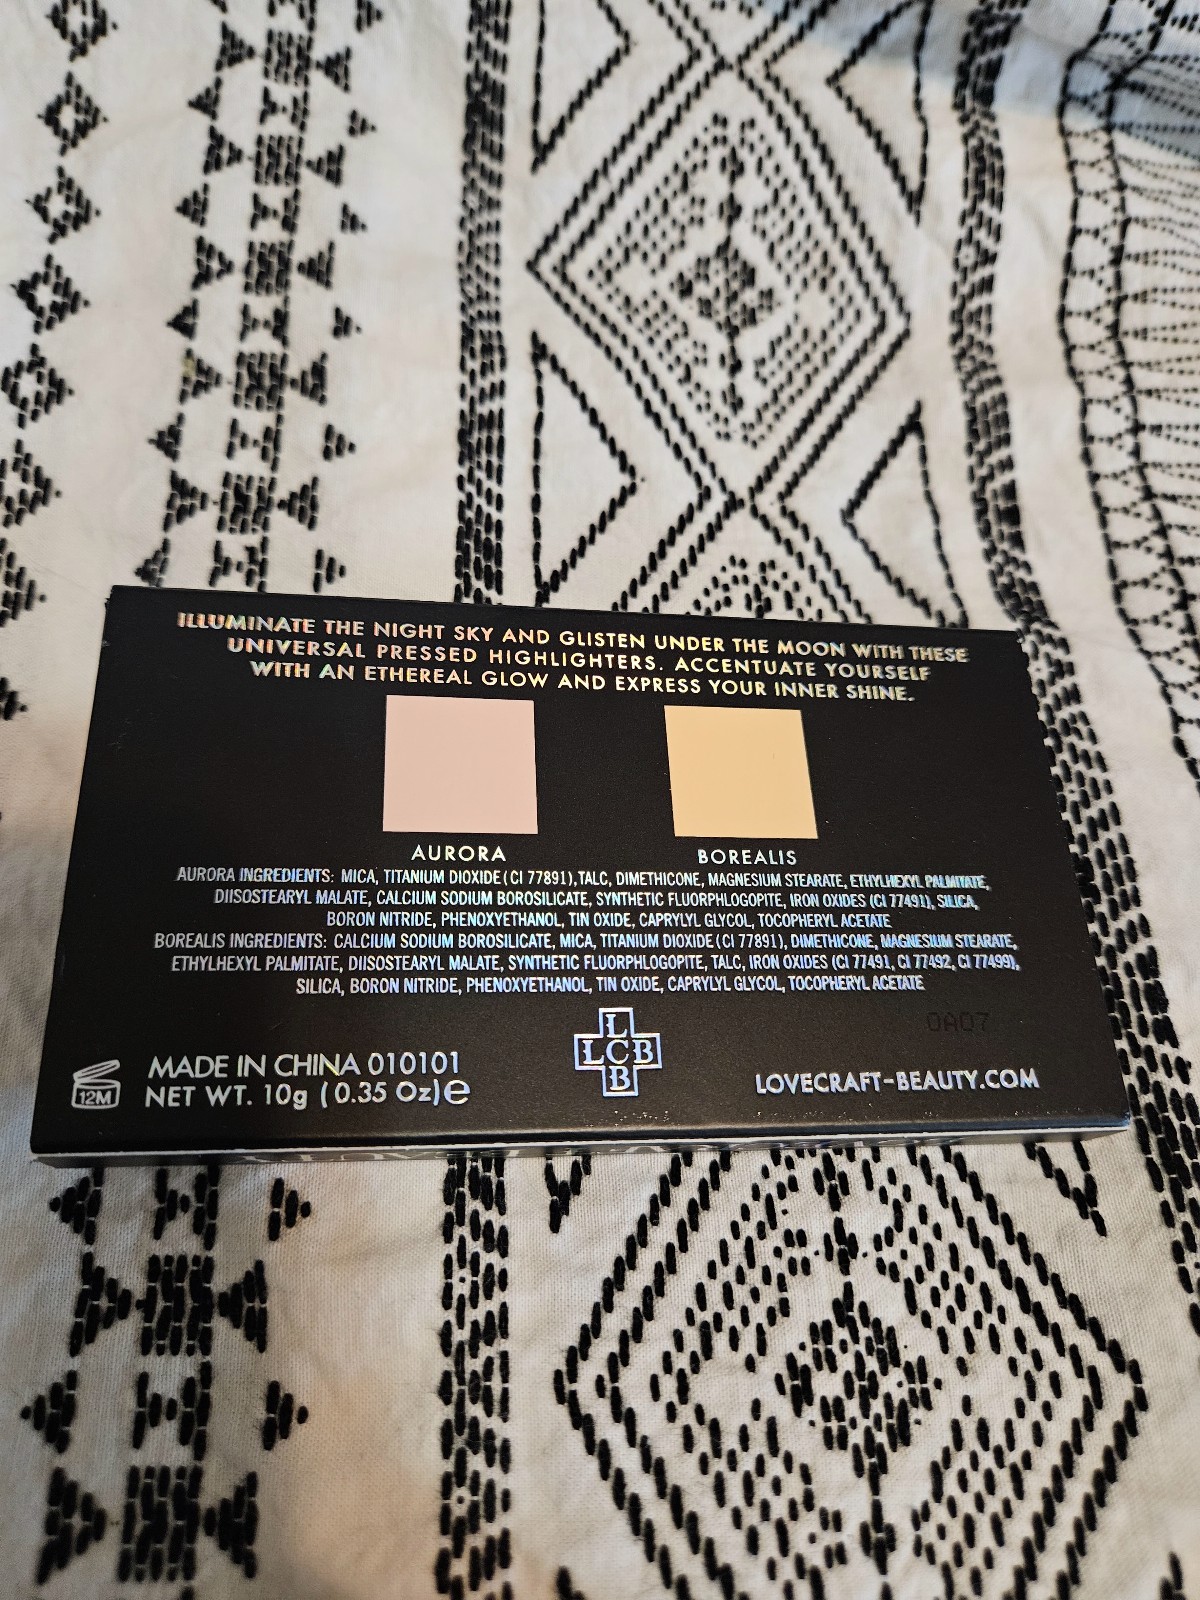 ILLUMINATE THE NIGHT SKY AND GLISTEN UNDER THE MOON WITH THESE
UNIVERSAL PRESSED HIGHLIGHTERS. ACCENTUATE YOURSELF
WITH AN ETHEREAL GLOW AND EXPRESS YOUR INNER SHINE.
AURORA
BOREALIS
AURORA INGREDIENTS: MICA, TITANIUM DIOXIDE (CI 77891), TALC, DIMETHICONE, MAGNESIUM STEARATE, ETHYLHEXYL PALMITATE,
DIISOSTEARYL MALATE, CALCIUM SODIUM BOROSILICATE, SYNTHETIC FLUORPHLOGOPITE, IRON OXIDES (CI 77491), SILICA,
BORON NITRIDE, PHENOXYETHANOL, TIN OXIDE, CAPRYLYL GLYCOL, TOCOPHERYL ACETATE
BOREALIS INGREDIENTS: CALCIUM SODIUM BOROSILICATE, MICA, TITANIUM DIOXIDE (CI 77891), DIMETHICONE, MAGNESIUM STEARATE,
ETHYLHEXYL PALMITATE, DIISOSTEARYL MALATE, SYNTHETIC FLUORPHLOGOPITE, TALC, IRON OXIDES (CI 77491, CI 77492, CI 77499),
SILICA, BORON NITRIDE, PHENOXYETHANOL, TIN OXIDE, CAPRYLYL GLYCOL, TOCOPHERYL ACETATE
0A07
12M
MADE IN CHINA 010101
NET WT. 10g (0.35 Oz)e
L
LCB
B
LOVECRAFT-BEAUTY.COM